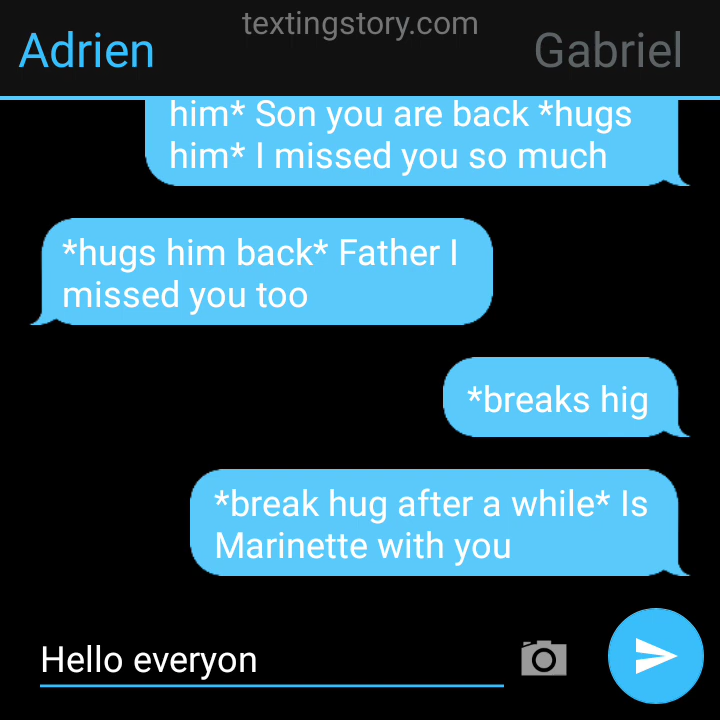 textingstory.com
Adrien
Gabriel
him* Son you are back *hugs
him* I missed you so much
*hugs him back* Father I
missed you too
*breaks hig
*break hug after a while* Is
Marinette with you
Hello everyon